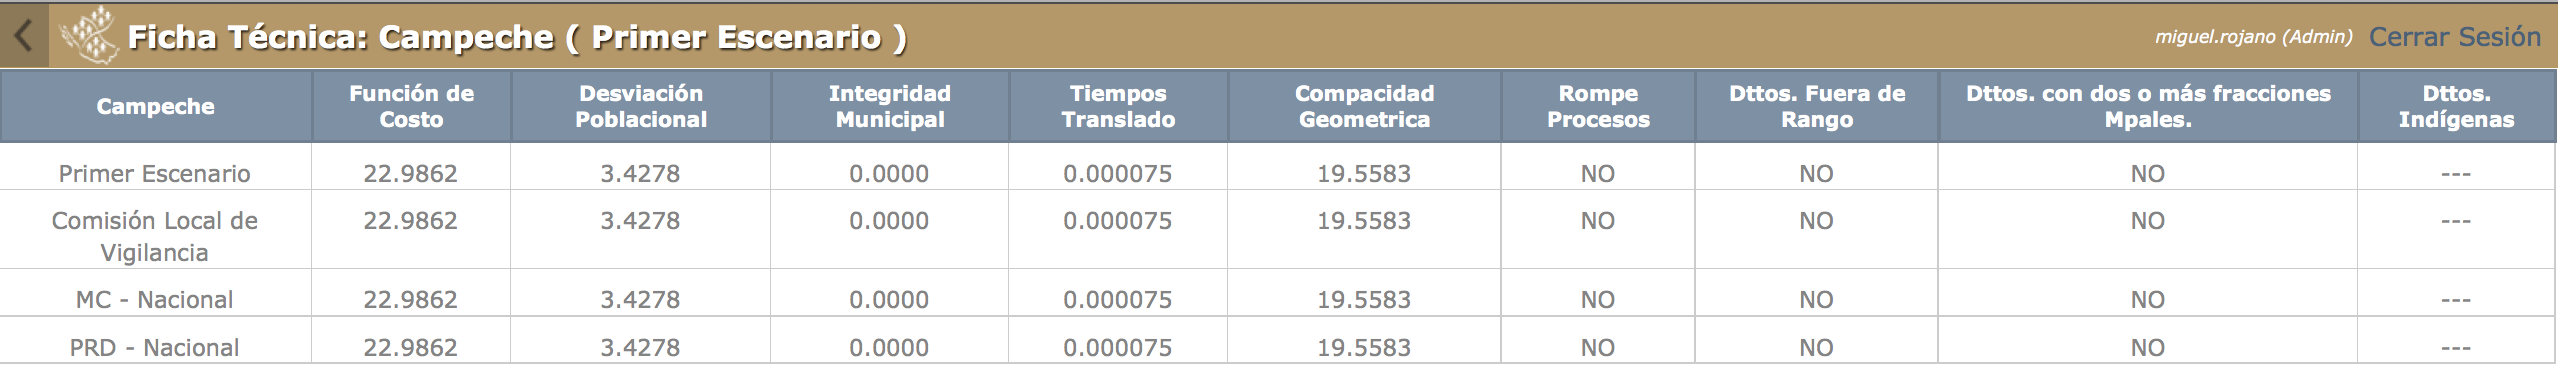 Ficha Técnica: Campeche ( Primer Escenario ) miguel.rojano (Admin) Cerrar Sesión
Campeche Función de Costo Desviación Poblacional Integridad Municipal Tiempos Translado Compacidad Geometrica Rompe Procesos Dttos. Fuera de Rango Dttos. con dos o más fracciones Mpales. Dttos. Indígenas
Primer Escenario 22.9862 3.4278 0.0000 0.000075 19.5583 NO NO NO ---
Comisión Local de Vigilancia 22.9862 3.4278 0.0000 0.000075 19.5583 NO NO NO ---
MC - Nacional 22.9862 3.4278 0.0000 0.000075 19.5583 NO NO NO ---
PRD - Nacional 22.9862 3.4278 0.0000 0.000075 19.5583 NO NO NO ---